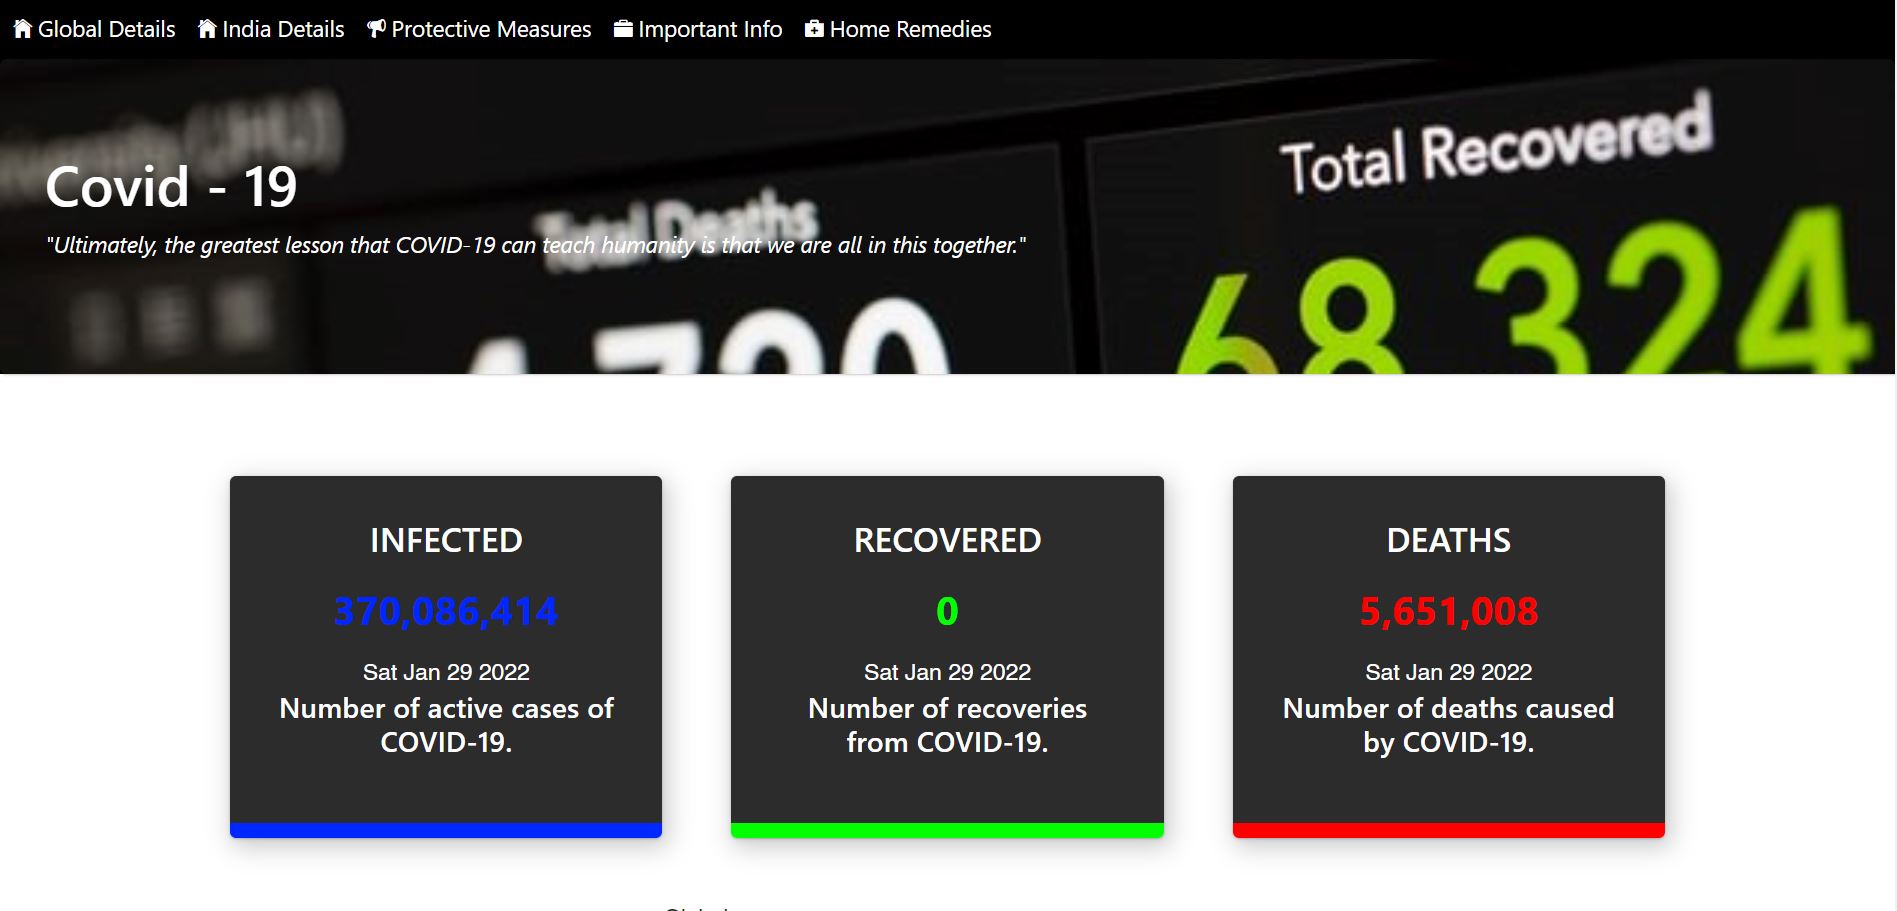 Global Details India Details Protective Measures Important Info Home Remedies
Total Recovered
Covid - 19
Total Deaths
"Ultimately, the greatest lesson that COVID-19 can teach humanity is that we are all in this together."
68,324
INFECTED
370,086,414
Sat Jan 29 2022
Number of active cases of
COVID-19.
RECOVERED
0
Sat Jan 29 2022
Number of recoveries
from COVID-19.
DEATHS
5,651,008
Sat Jan 29 2022
Number of deaths caused
by COVID-19.